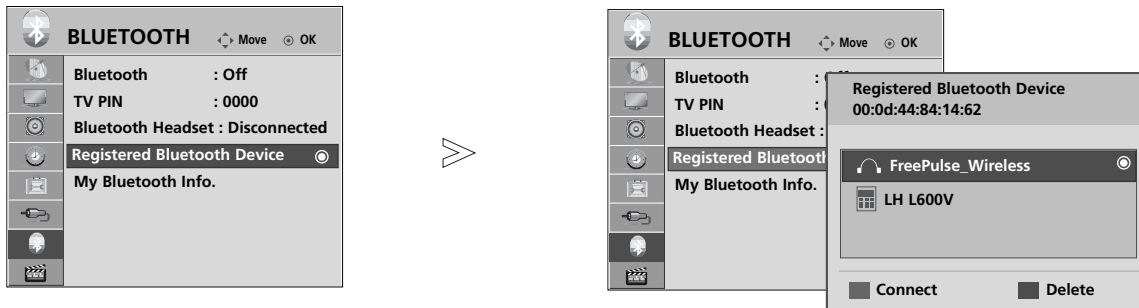 BLUETOOTH Move OK
Bluetooth : Off
TV PIN : 0000
Bluetooth Headset : Disconnected
Registered Bluetooth Device
My Bluetooth Info.
BLUETOOTH Move OK
Bluetooth :
TV PIN :
Bluetooth Headset :
Registered Bluetooth
My Bluetooth Info.
Registered Bluetooth Device
00:0d:44:84:14:62
FreePulse_Wireless
LH L600V
Connect Delete